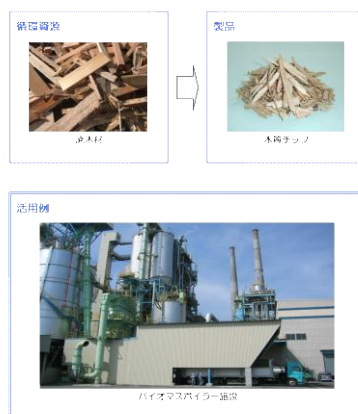 循環資源
廃木材
製品
木質チップ
活用例
バイオマスボイラー施設